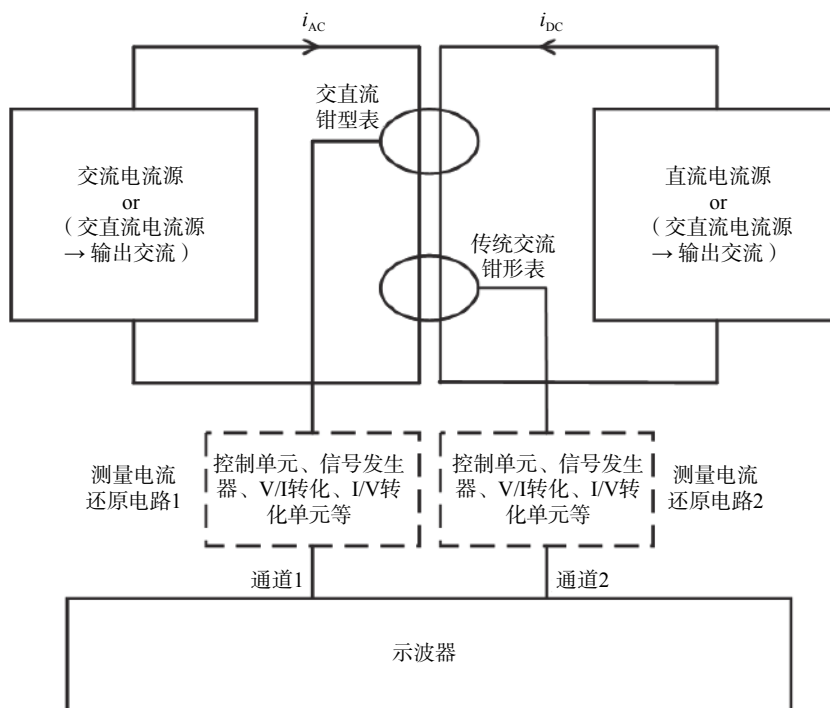 i_AC
i_DC
交直流
钳型表
交流电流源
or
（交直流电流源
→ 输出交流）
直流电流源
or
（交直流电流源
→ 输出交流）
传统交流
钳形表
测量电流
还原电路1
控制单元、信号发生
器、V/I转化、I/V转
化单元等
控制单元、信号发生
器、V/I转化、I/V转
化单元等
测量电流
还原电路2
通道1
通道2
示波器